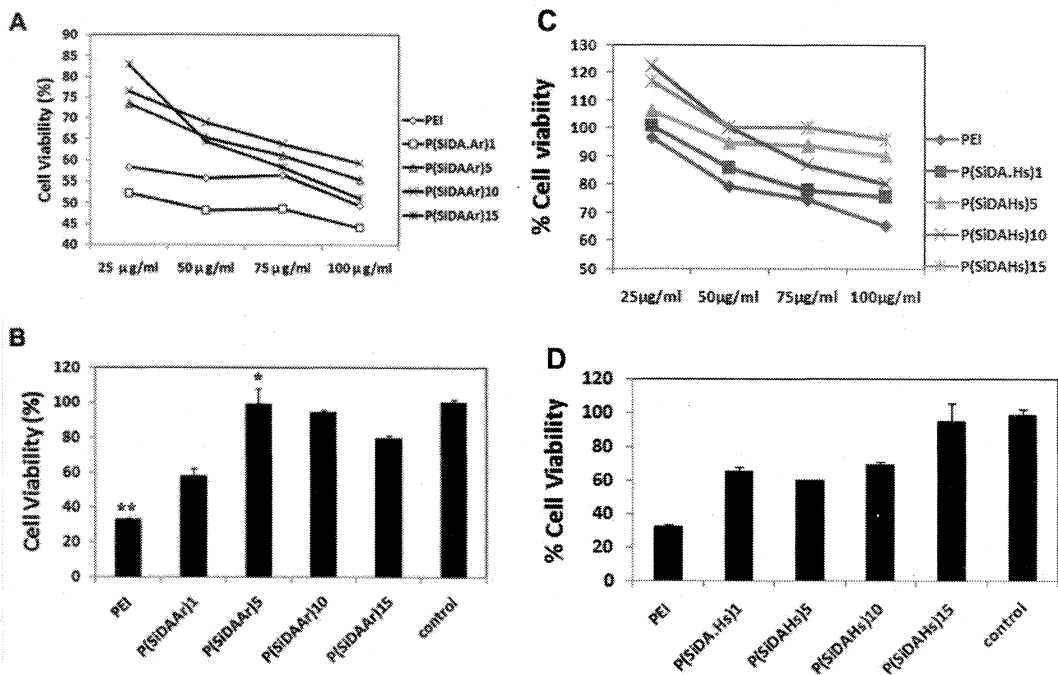 A
Cell Viability (%)
90
85
80
75
70
65
60
55
50
45
40
25 µg/ml 50 µg/ml 75 µg/ml 100 µg/ml
PEI
P(SiDA.Ar)1
P(SiDAAr)5
P(SiDAAr)10
P(SiDAAr)15
C
% Cell viability
130
120
110
100
90
80
70
60
50
25µg/ml 50µg/ml 75µg/ml 100µg/ml
PEI
P(SiDA.Hs)1
P(SiDAHs)5
P(SiDAHs)10
P(SiDAHs)15
B
Cell Viability (%)
120
100
80
60
40
20
0
**
*
PEI
P(SiDAAr)1
P(SiDAAr)5
P(SiDAAr)10
P(SiDAAr)15
control
D
% Cell Viability
120
100
80
60
40
20
0
PEI
P(SiDA.Hs)1
P(SiDAHs)5
P(SiDAHs)10
P(SiDAHs)15
control